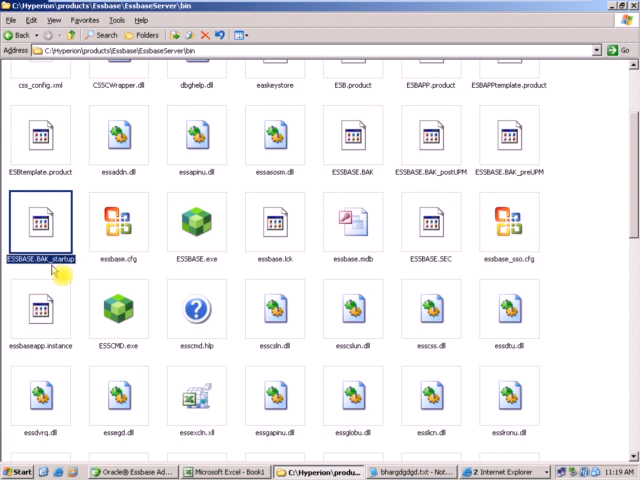 C:\Hyperion\products\Essbase\EssbaseServer\bin
File Edit View Favorites Tools Help
Back Search Folders
Address C:\Hyperion\products\Essbase\EssbaseServer\bin Go
css_config.xml CSSCWrapper.dll dbghelp.dll easkeystore ESB.product ESBAPP.product ESBAPPtemplate.product
ESBtemplate.product essaddn.dll essapinu.dll essasosm.dll ESSBASE.BAK ESSBASE.BAK_postUPM ESSBASE.BAK_preUPM
ESSBASE.BAK_startup essbase.cfg ESSBASE.exe essbase.lck essbase.mdb ESSBASE.SEC essbase_sso.cfg
essbaseapp.instance ESSCMD.exe esscmd.hlp esscsln.dll esscslun.dll esscss.dll essdtu.dll
essdvrq.dll essegd.dll essexcln.xll essgapinu.dll essglobu.dll esslicn.dll esslronu.dll
Start Oracle® Essbase Ad... Microsoft Excel - Book1 C:\Hyperion\produ... bhargdgdgd.txt - Not... 2 Internet Explorer 11:19 AM